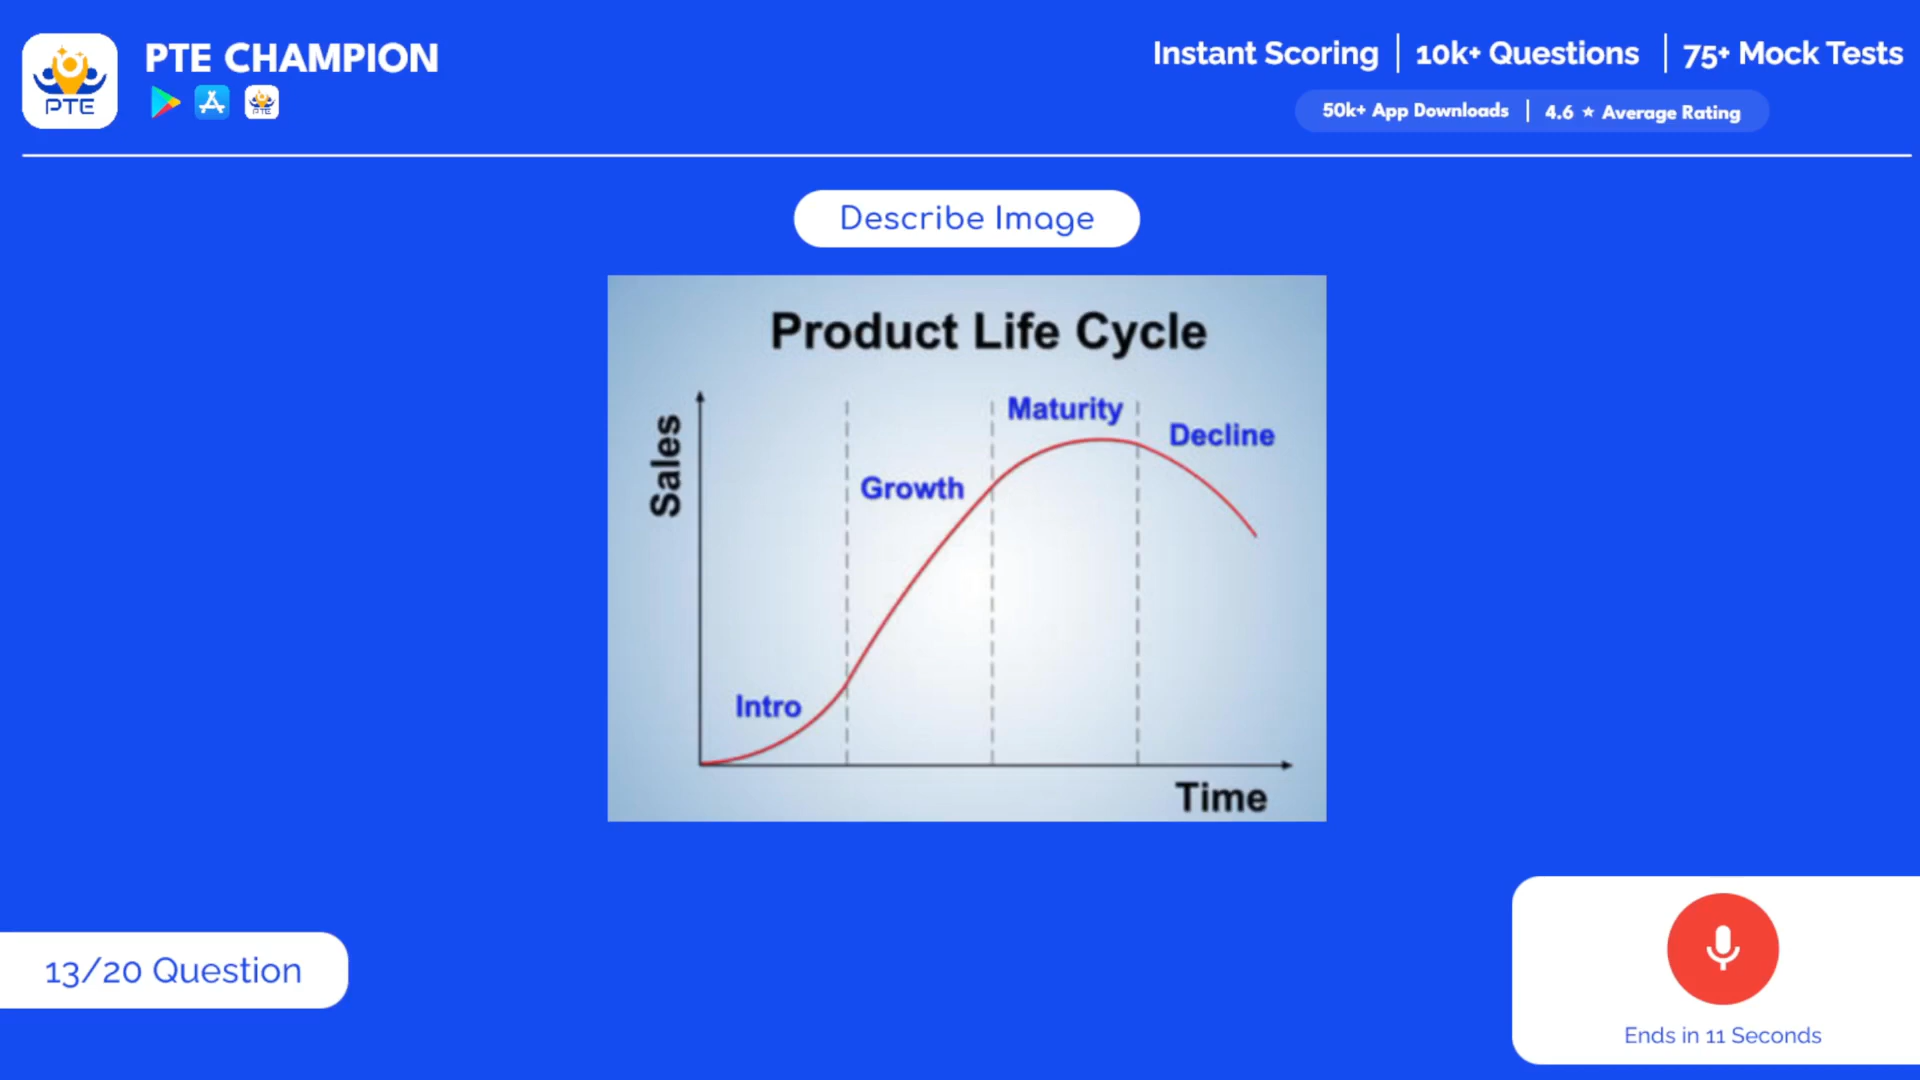 PTE CHAMPION
PTE
PTE
Instant Scoring | 10k+ Questions | 75+ Mock Tests
50k+ App Downloads | 4.6 ★ Average Rating
Describe Image
Product Life Cycle
Sales
Maturity
Decline
Growth
Intro
Time
13/20 Question
Ends in 11 Seconds